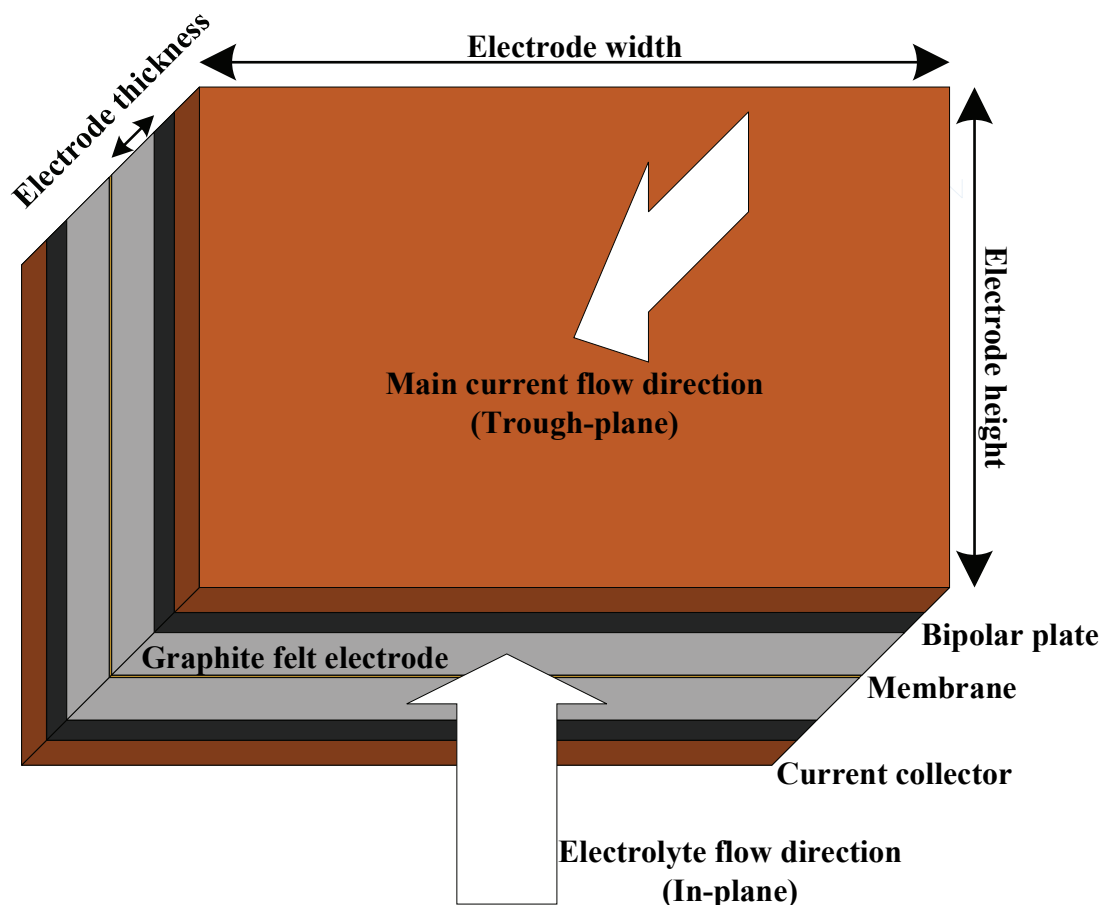 Electrode width
Electrode thickness
Electrode height
Main current flow direction
(Trough-plane)
Bipolar plate
Graphite felt electrode
Membrane
Current collector
Electrolyte flow direction
(In-plane)